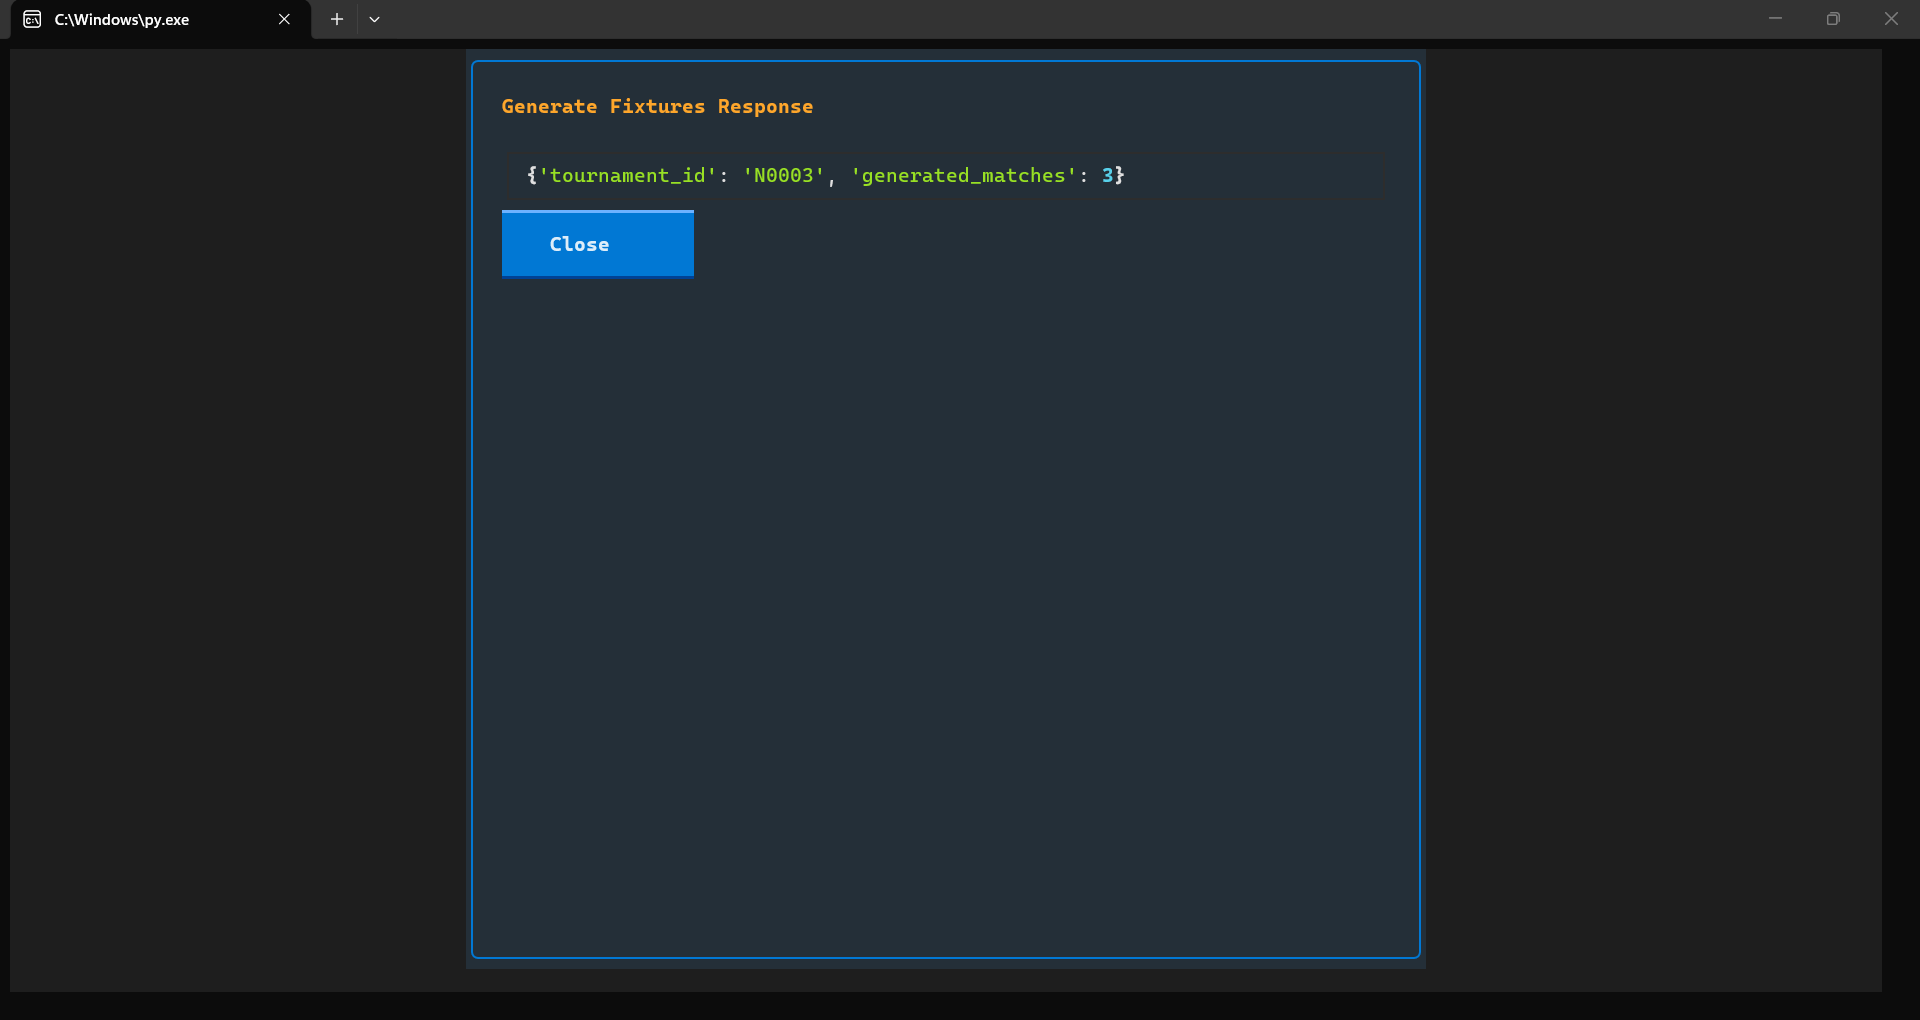 C:\Windows\py.exe
Generate Fixtures Response
{'tournament_id': 'N0003', 'generated_matches': 3}
Close